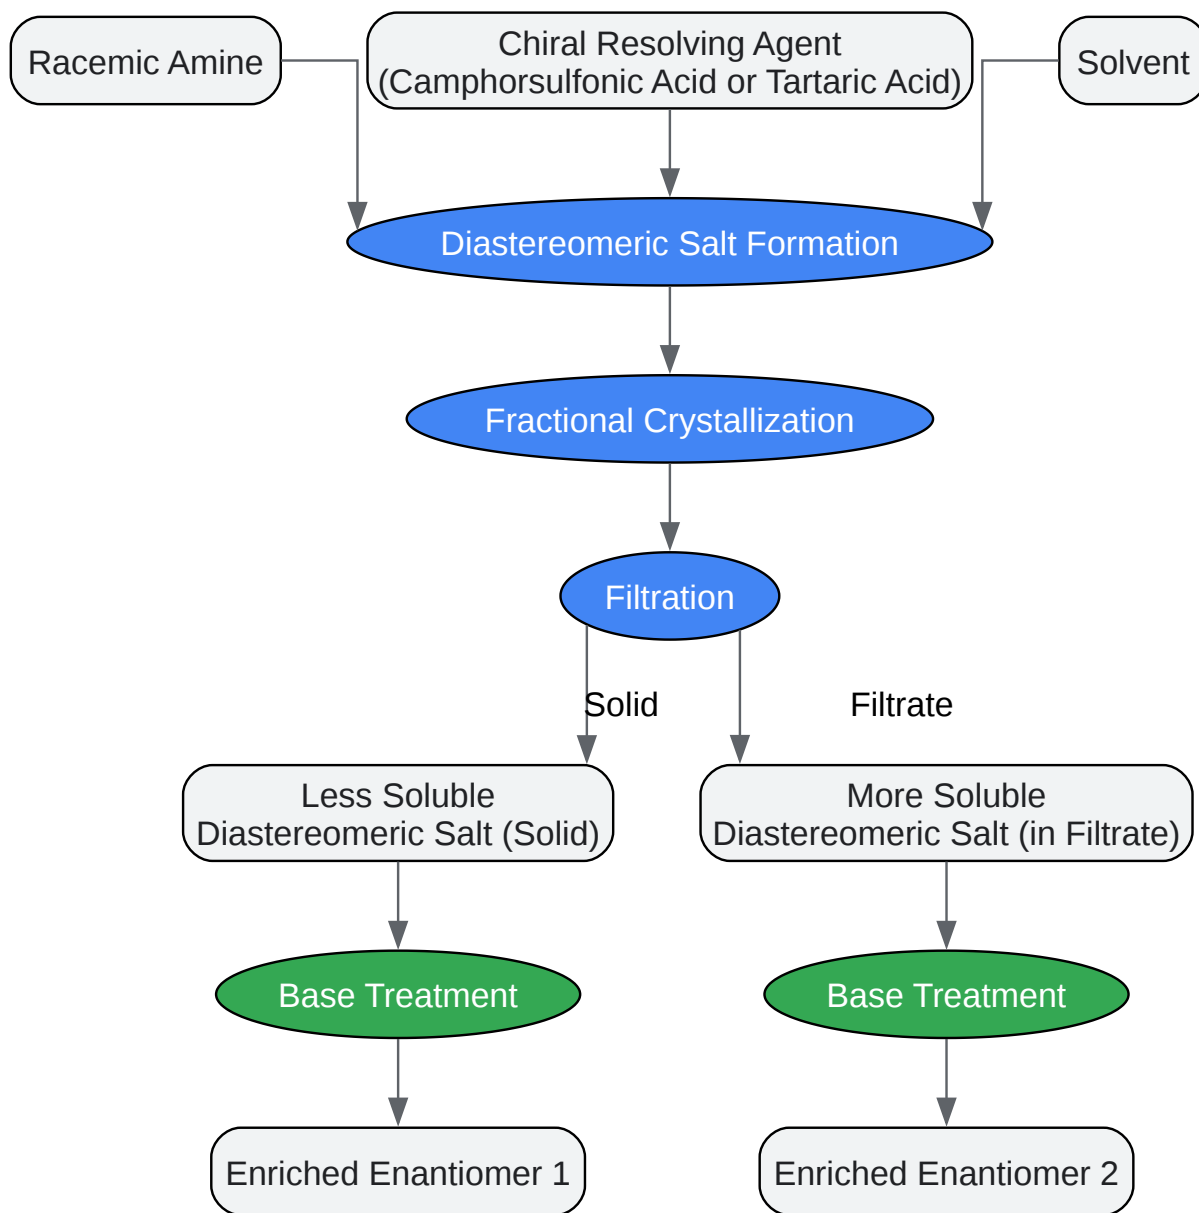 Racemic Amine
Chiral Resolving Agent
(Camphorsulfonic Acid or Tartaric Acid)
Solvent
Diastereomeric Salt Formation
Fractional Crystallization
Filtration
Solid
Filtrate
Less Soluble
Diastereomeric Salt (Solid)
More Soluble
Diastereomeric Salt (in Filtrate)
Base Treatment
Base Treatment
Enriched Enantiomer 1
Enriched Enantiomer 2